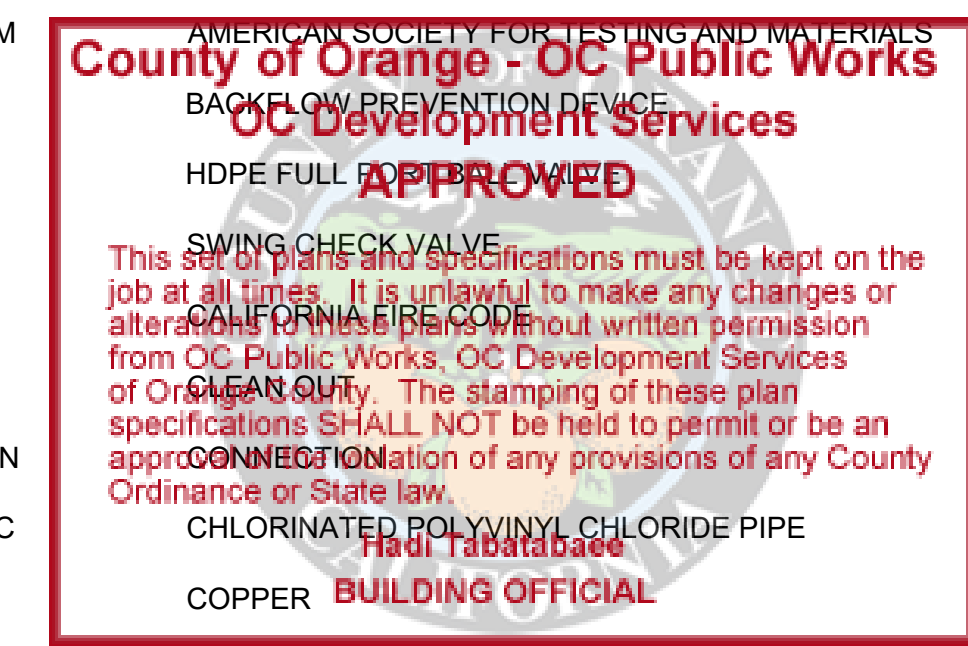 M AMERICAN SOCIETY FOR TESTING AND MATERIALS
County of Orange - OC Public Works
BACKFLOW PREVENTION DEVICE
OC Development Services
HDPE FULL PORT BALL VALVE
APPROVED
SWING CHECK VALVE
This set of plans and specifications must be kept on the
job at all times. It is unlawful to make any changes or
CALIFORNIA FIRE CODE
alterations to these plans without written permission
from OC Public Works, OC Development Services
CLEAN OUT
of Orange County. The stamping of these plan
specifications SHALL NOT be held to permit or be an
N CONNECTION
approval of the violation of any provisions of any County
Ordinance or State law.
C CHLORINATED POLYVINYL CHLORIDE PIPE
Hadi Tabatabaee
COPPER
BUILDING OFFICIAL
COUNTY OF ORANGE
CALIFORNIA